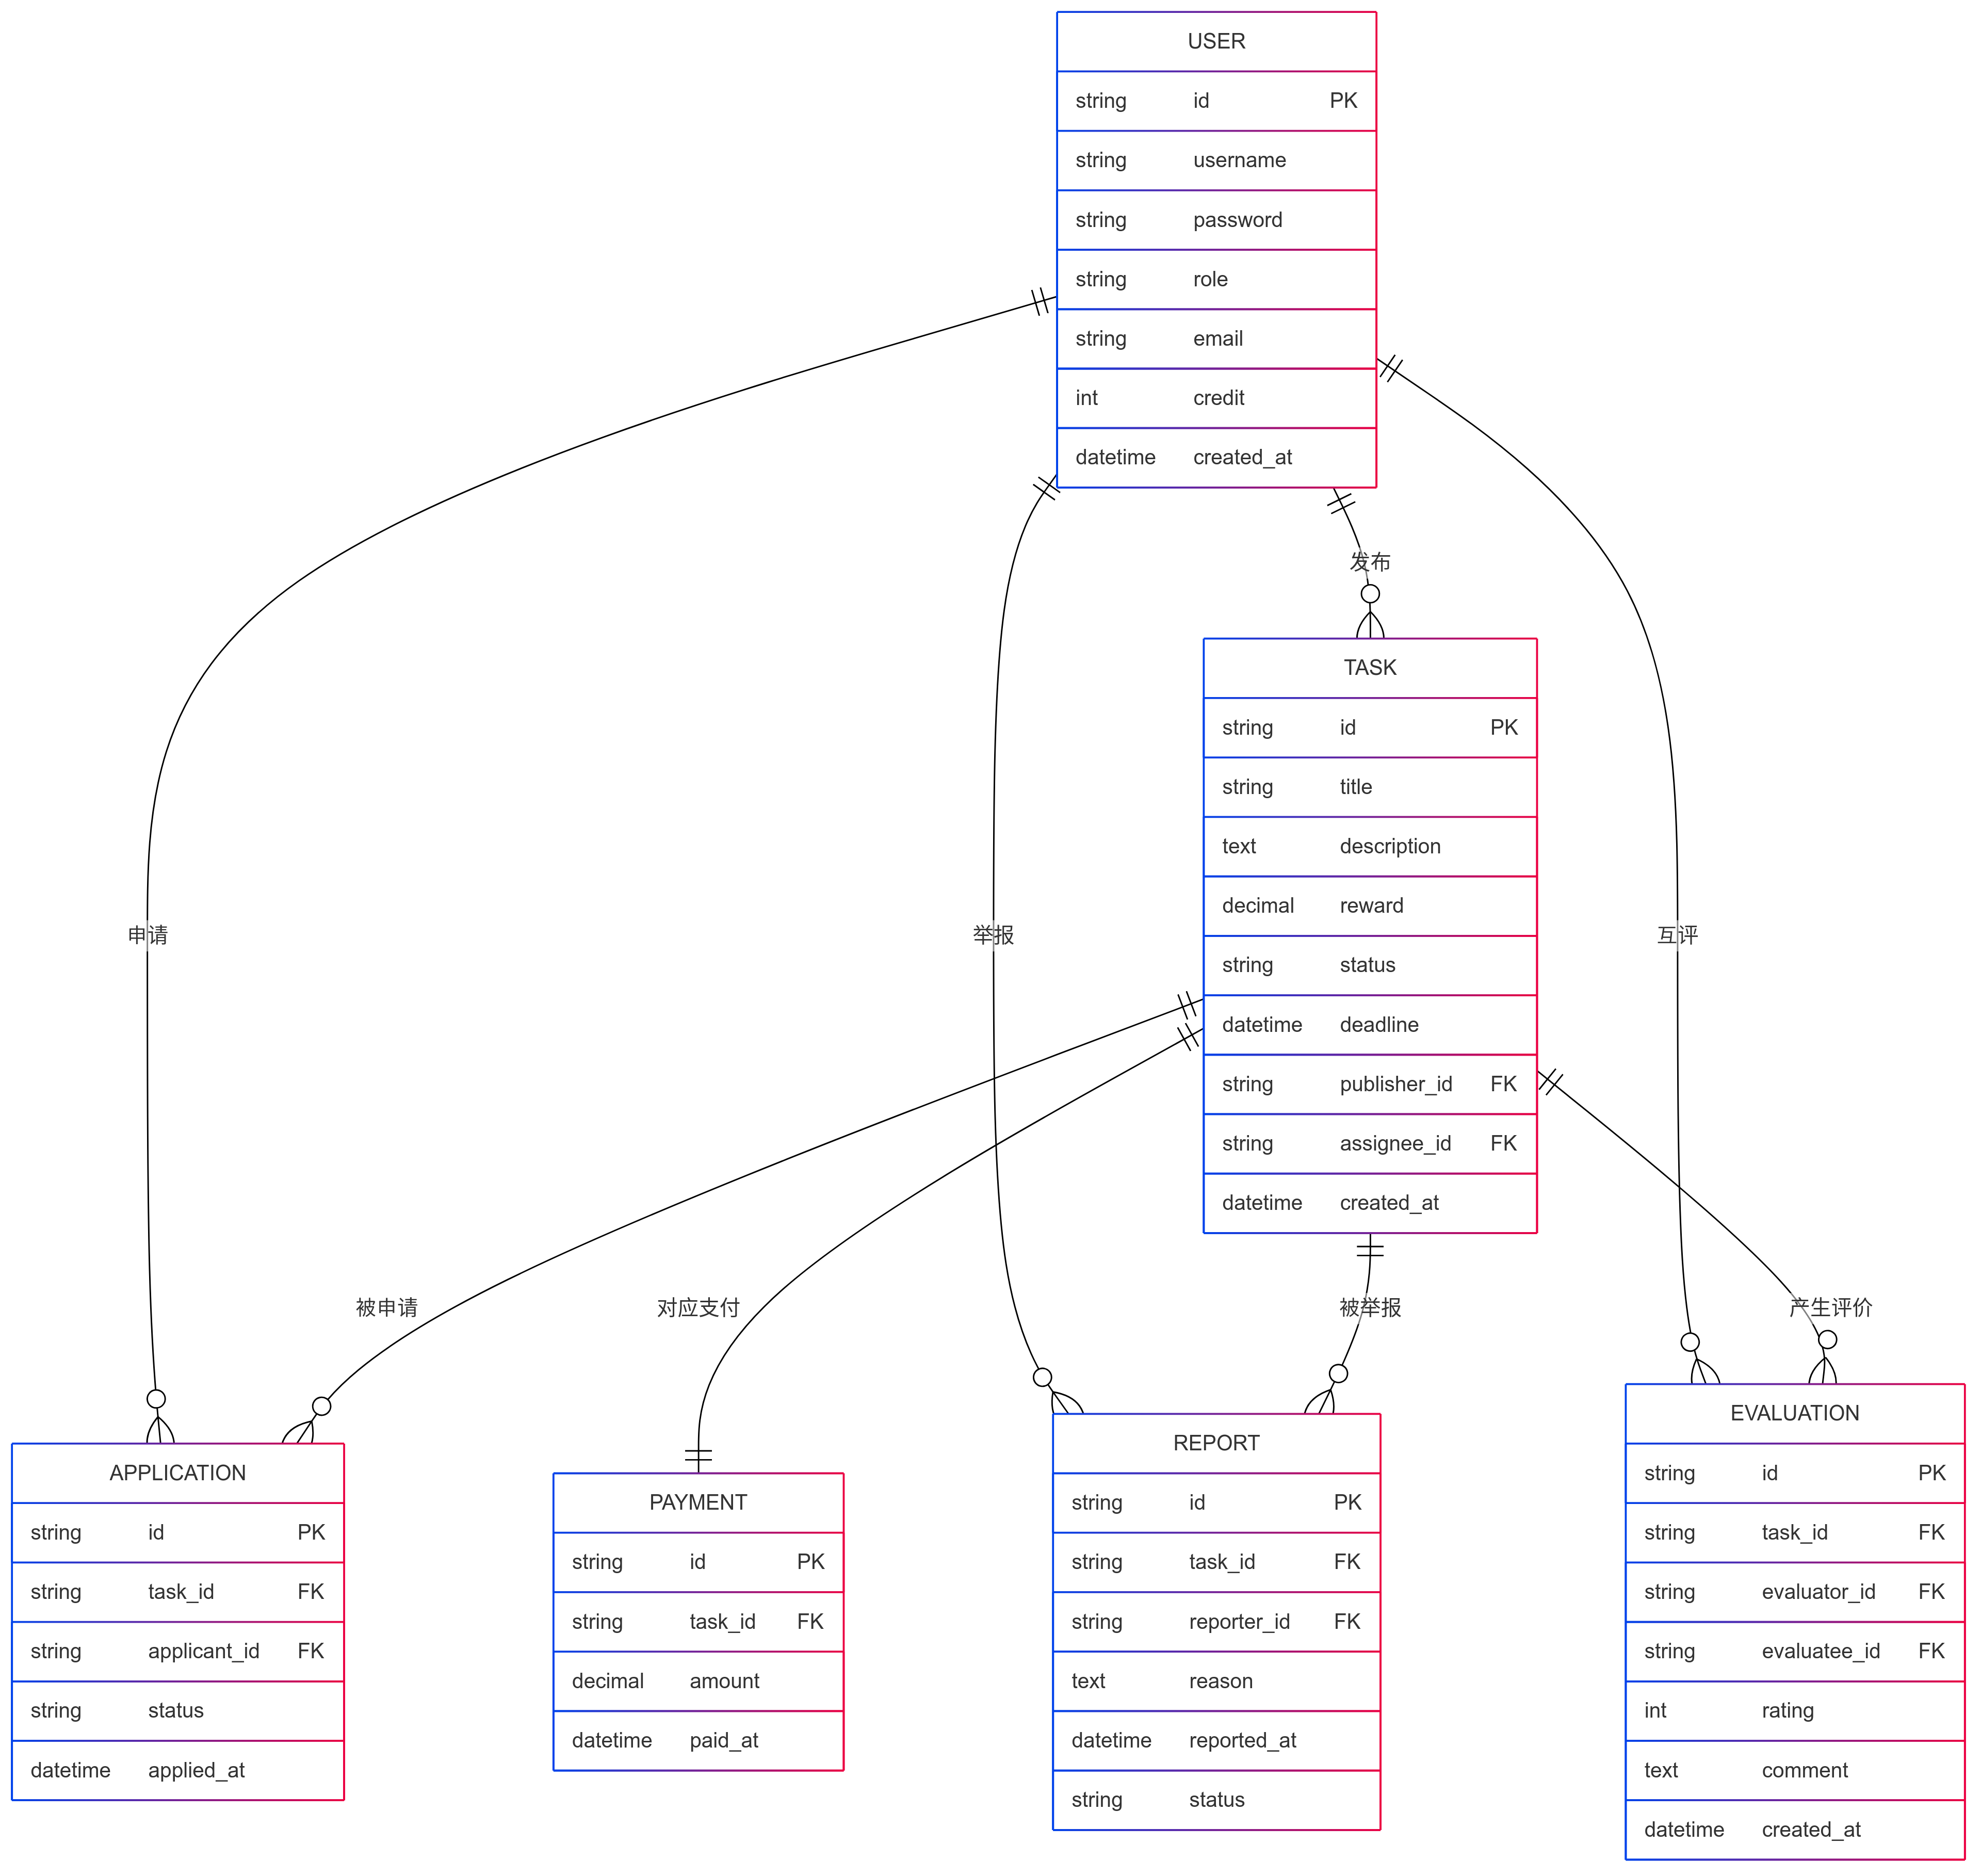 USER
string id PK
string username
string password
string role
string email
int credit
datetime created_at
发布
TASK
string id PK
string title
text description
decimal reward
string status
datetime deadline
string publisher_id FK
string assignee_id FK
datetime created_at
申请
举报
互评
被申请
对应支付
被举报
产生评价
APPLICATION
string id PK
string task_id FK
string applicant_id FK
string status
datetime applied_at
PAYMENT
string id PK
string task_id FK
decimal amount
datetime paid_at
REPORT
string id PK
string task_id FK
string reporter_id FK
text reason
datetime reported_at
string status
EVALUATION
string id PK
string task_id FK
string evaluator_id FK
string evaluatee_id FK
int rating
text comment
datetime created_at